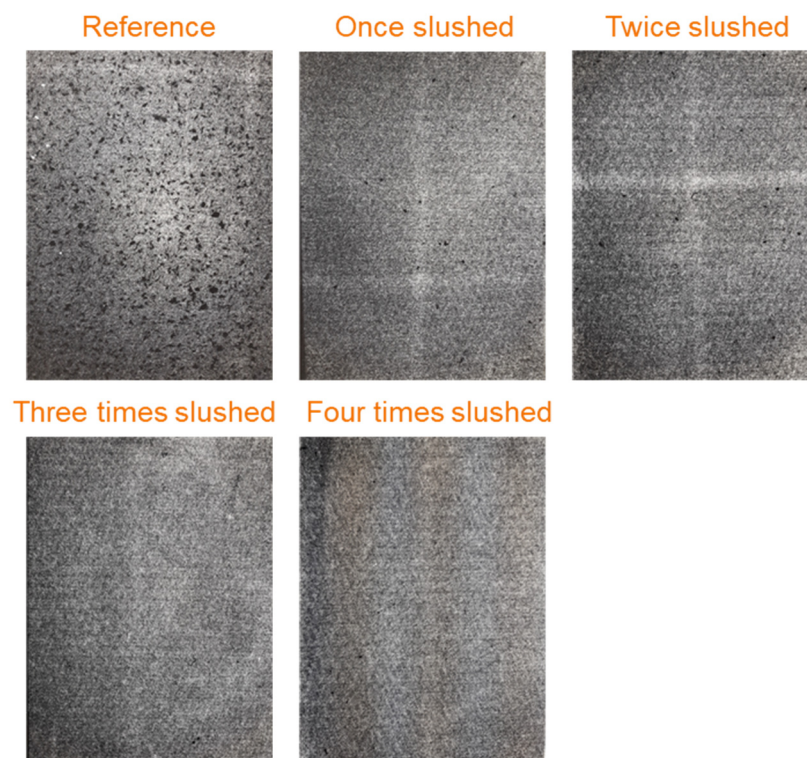 Reference
Once slushed
Twice slushed
Three times slushed
Four times slushed